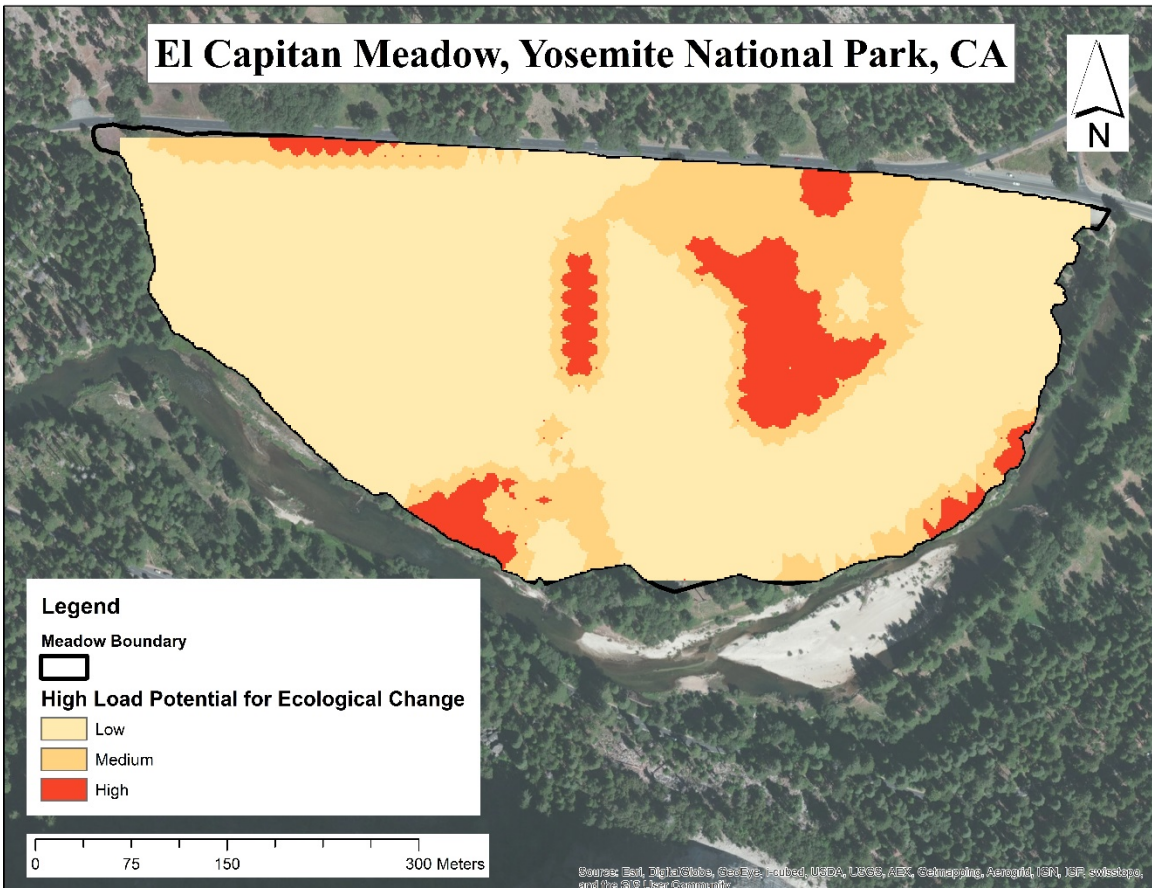 El Capitan Meadow, Yosemite National Park, CA
N
Legend
Meadow Boundary
High Load Potential for Ecological Change
Low
Medium
High
0 75 150 300 Meters
Source: Esri, DigitalGlobe, GeoEye, i-cubed, USDA, USGS, AEX, Getmapping, Aerogrid, IGN, IGP, swisstopo,
and the GIS User Community